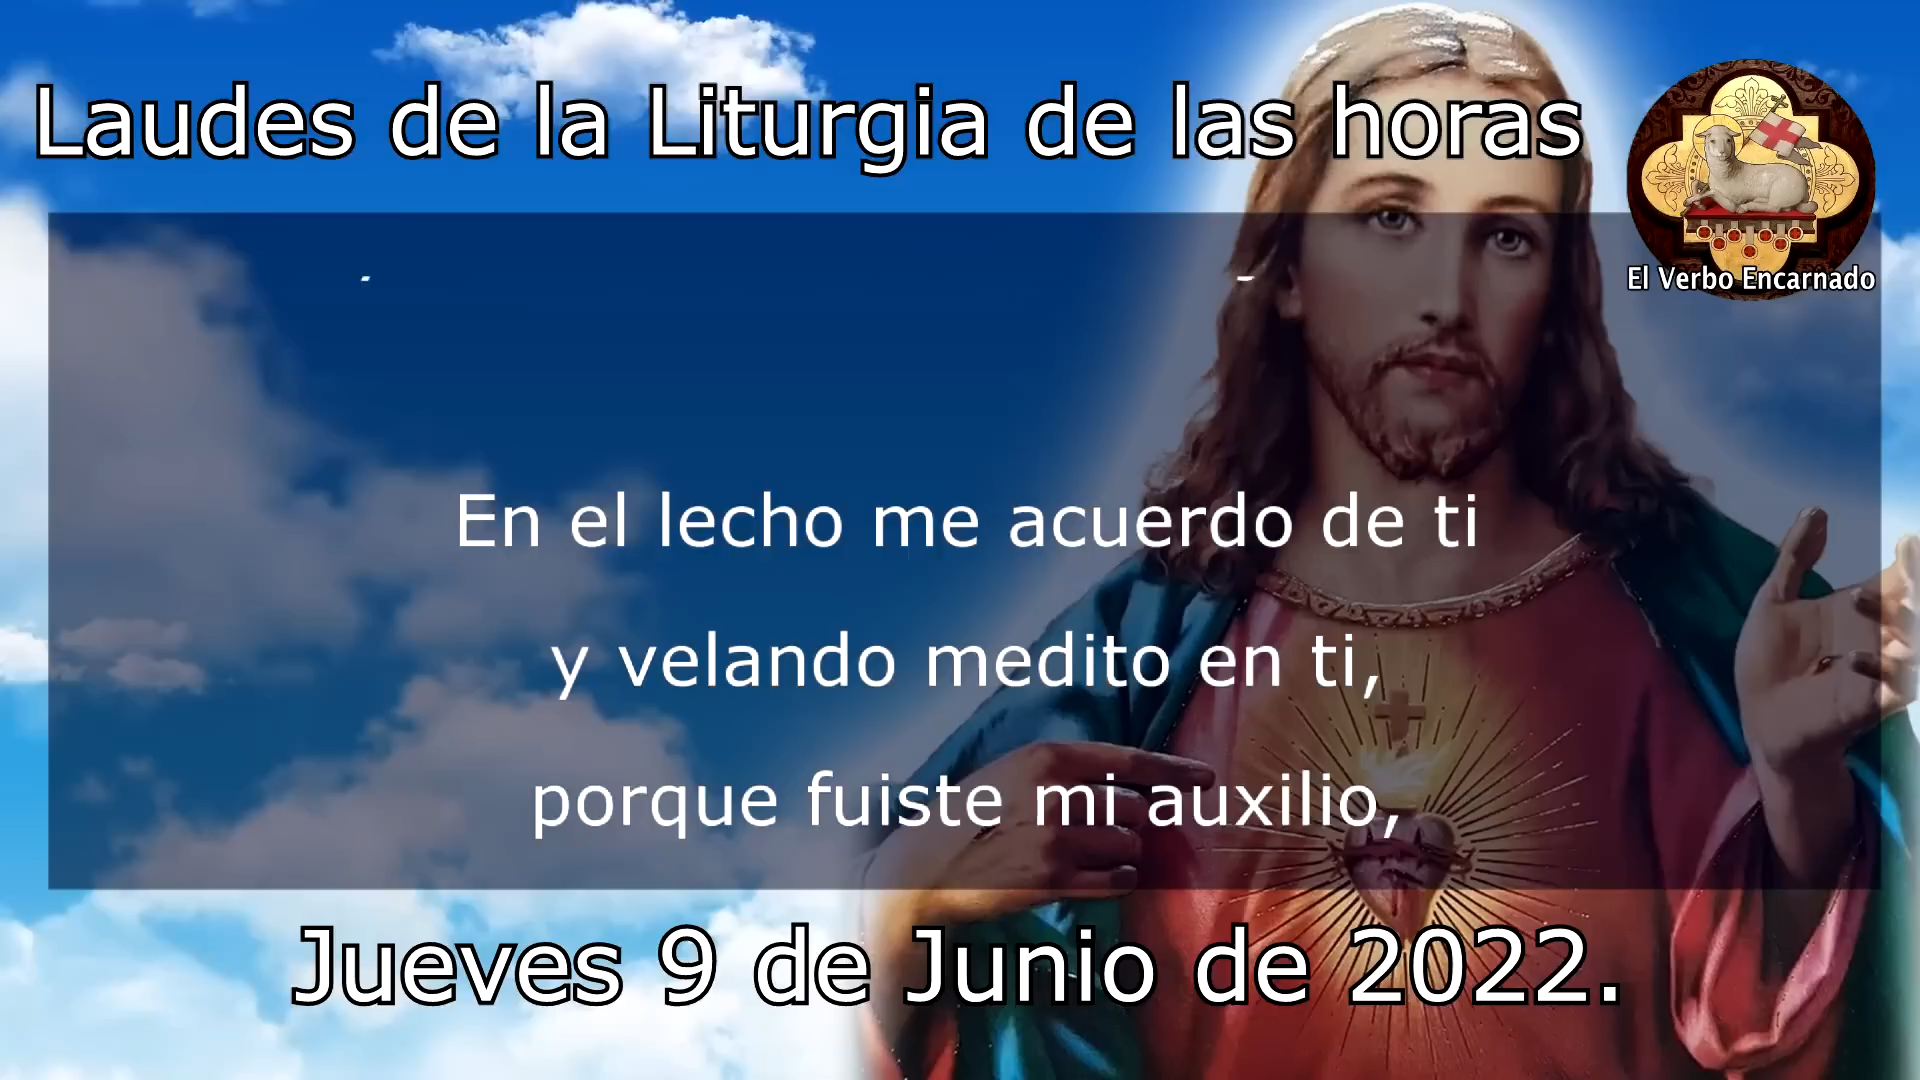 Laudes de la Liturgia de las horas
El Verbo Encarnado
En el lecho me acuerdo de ti
y velando medito en ti,
porque fuiste mi auxilio,
Jueves 9 de Junio de 2022.